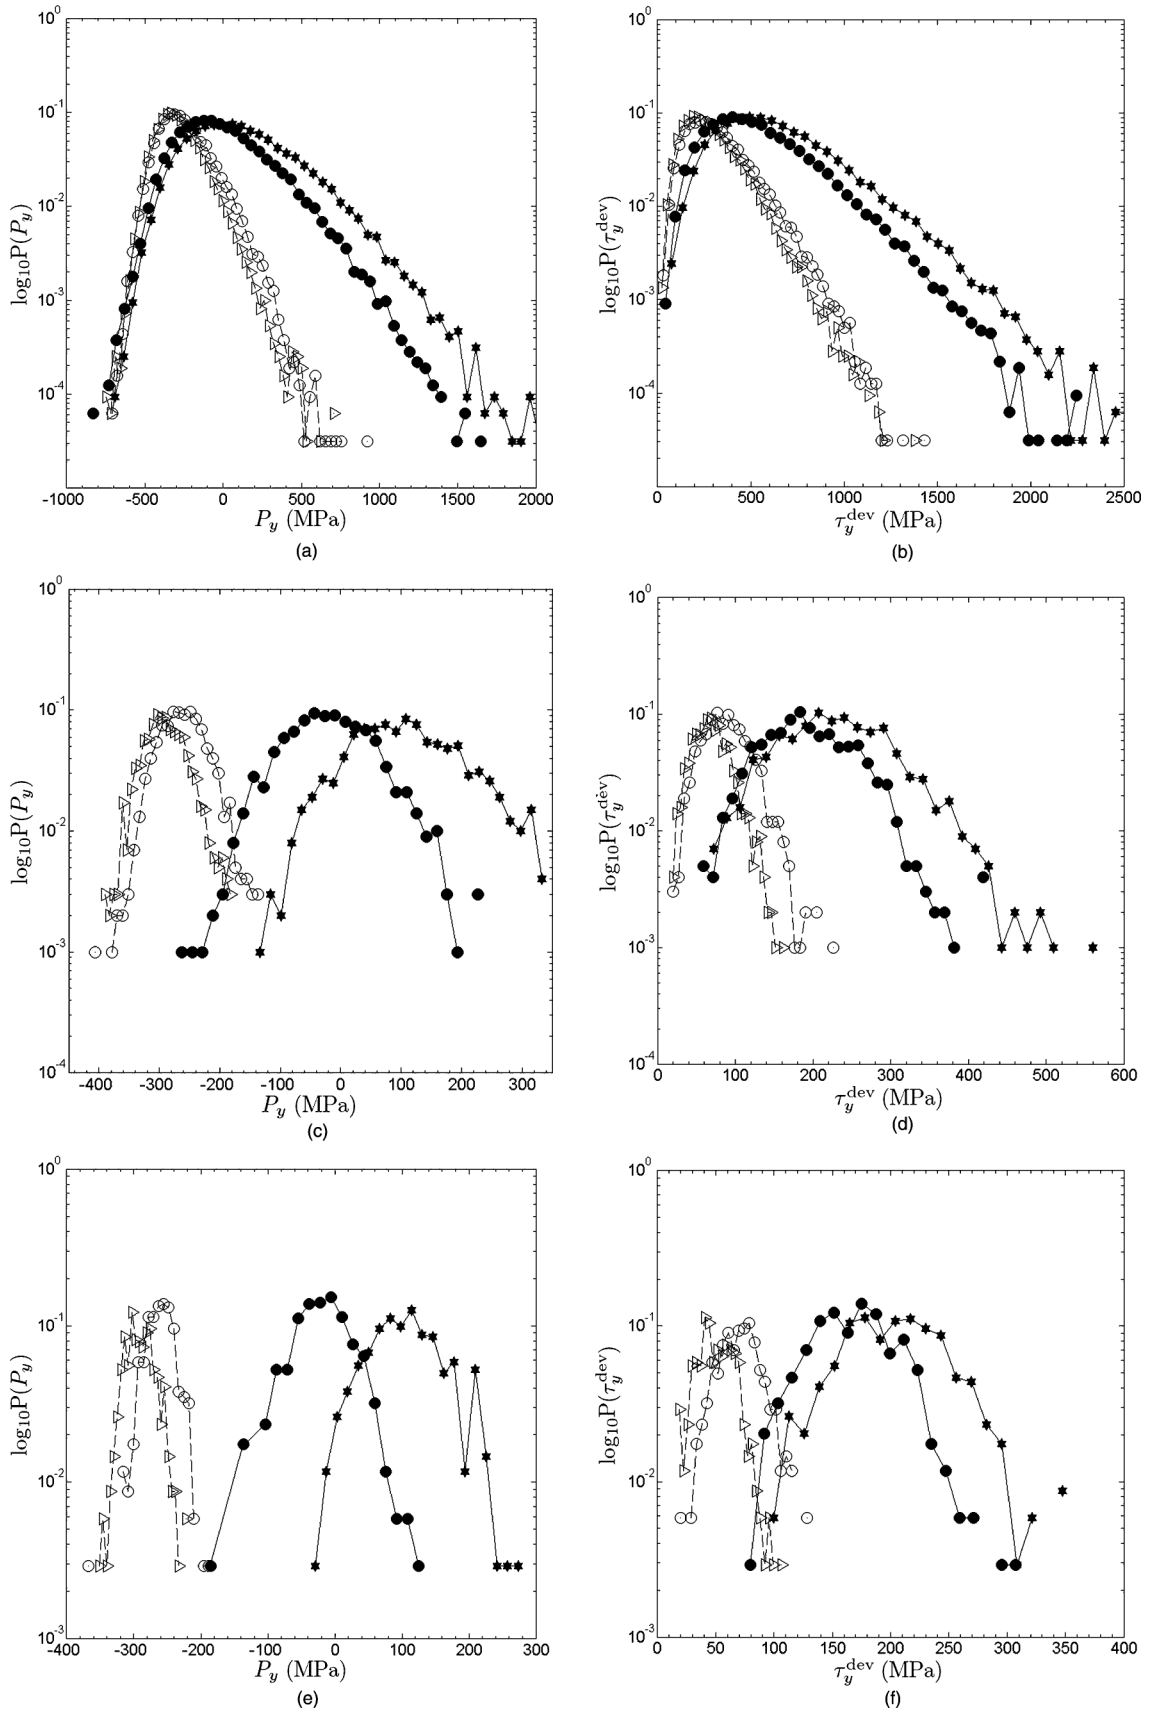 10^0
10^-1
10^-2
10^-3
10^-4
log10P(P_y)
-1000 -500 0 500 1000 1500 2000
P_y (MPa)
(a)
10^0
10^-1
10^-2
10^-3
10^-4
log10P(τ_y^dev)
0 500 1000 1500 2000 2500
τ_y^dev (MPa)
(b)
10^0
10^-1
10^-2
10^-3
10^-4
log10P(P_y)
-400 -300 -200 -100 0 100 200 300
P_y (MPa)
(c)
10^0
10^-1
10^-2
10^-3
10^-4
log10P(τ_y^dev)
0 100 200 300 400 500 600
τ_y^dev (MPa)
(d)
10^0
10^-1
10^-2
10^-3
log10P(P_y)
-400 -300 -200 -100 0 100 200 300
P_y (MPa)
(e)
10^0
10^-1
10^-2
10^-3
log10P(τ_y^dev)
0 50 100 150 200 250 300 350 400
τ_y^dev (MPa)
(f)